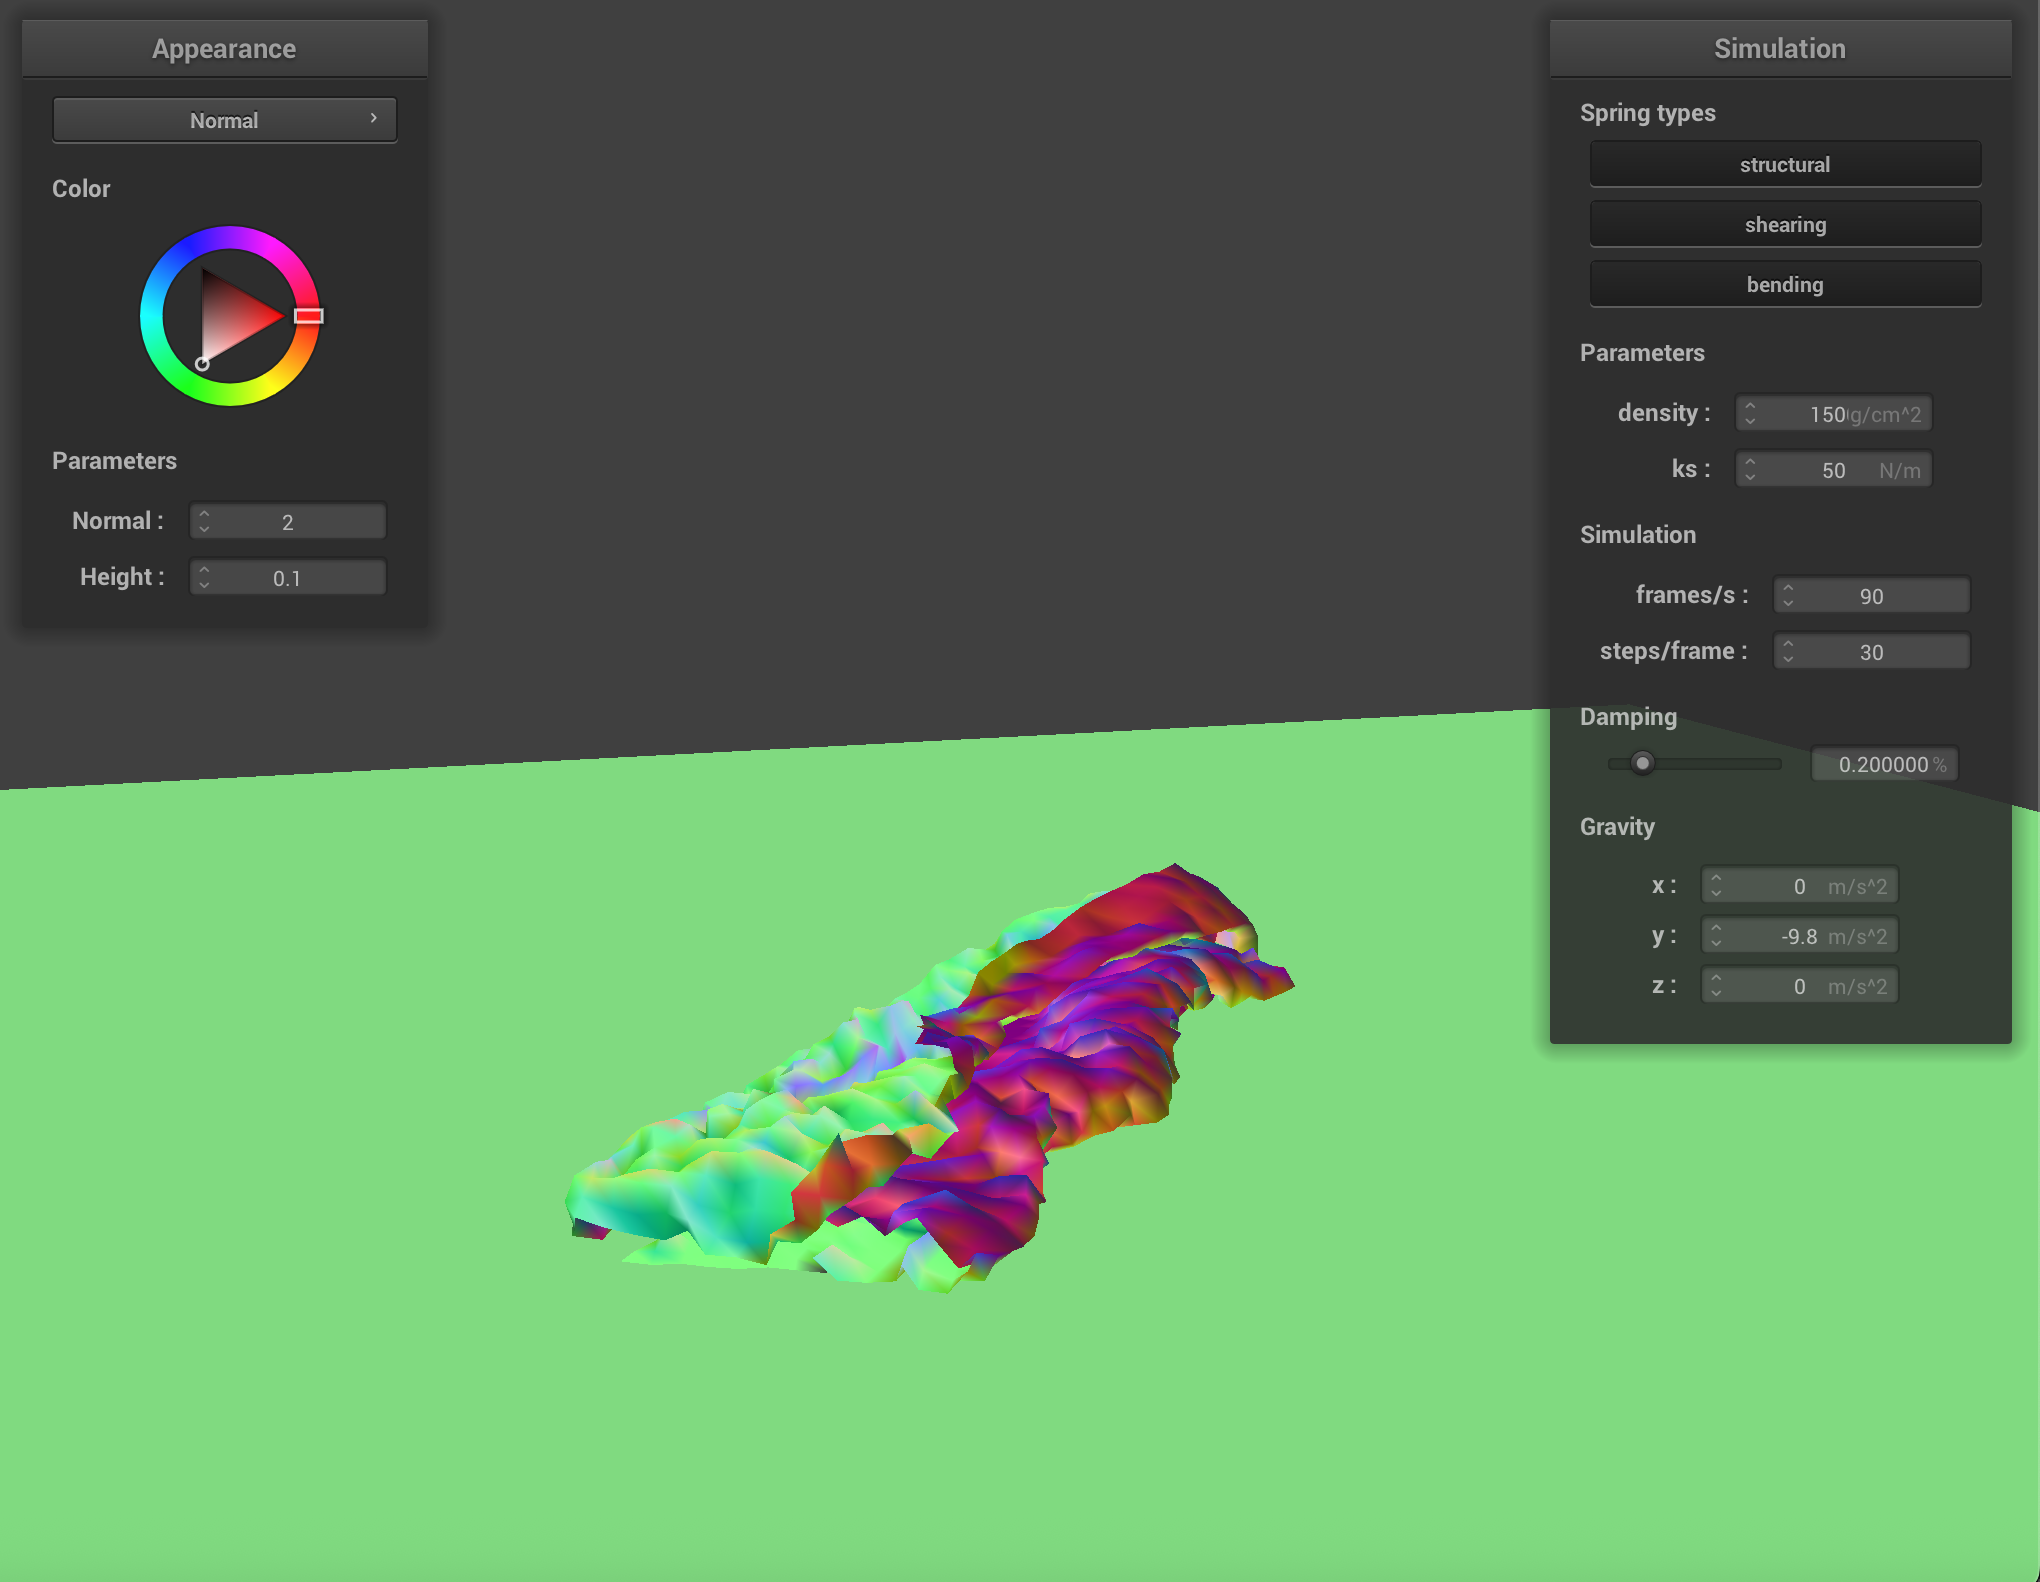 Appearance
Normal
Color
Parameters
Normal :
2
Height :
0.1
Simulation
Spring types
structural
shearing
bending
Parameters
density :
150 g/cm^2
ks :
50 N/m
Simulation
frames/s :
90
steps/frame :
30
Damping
0.200000 %
Gravity
x :
0 m/s^2
y :
-9.8 m/s^2
z :
0 m/s^2